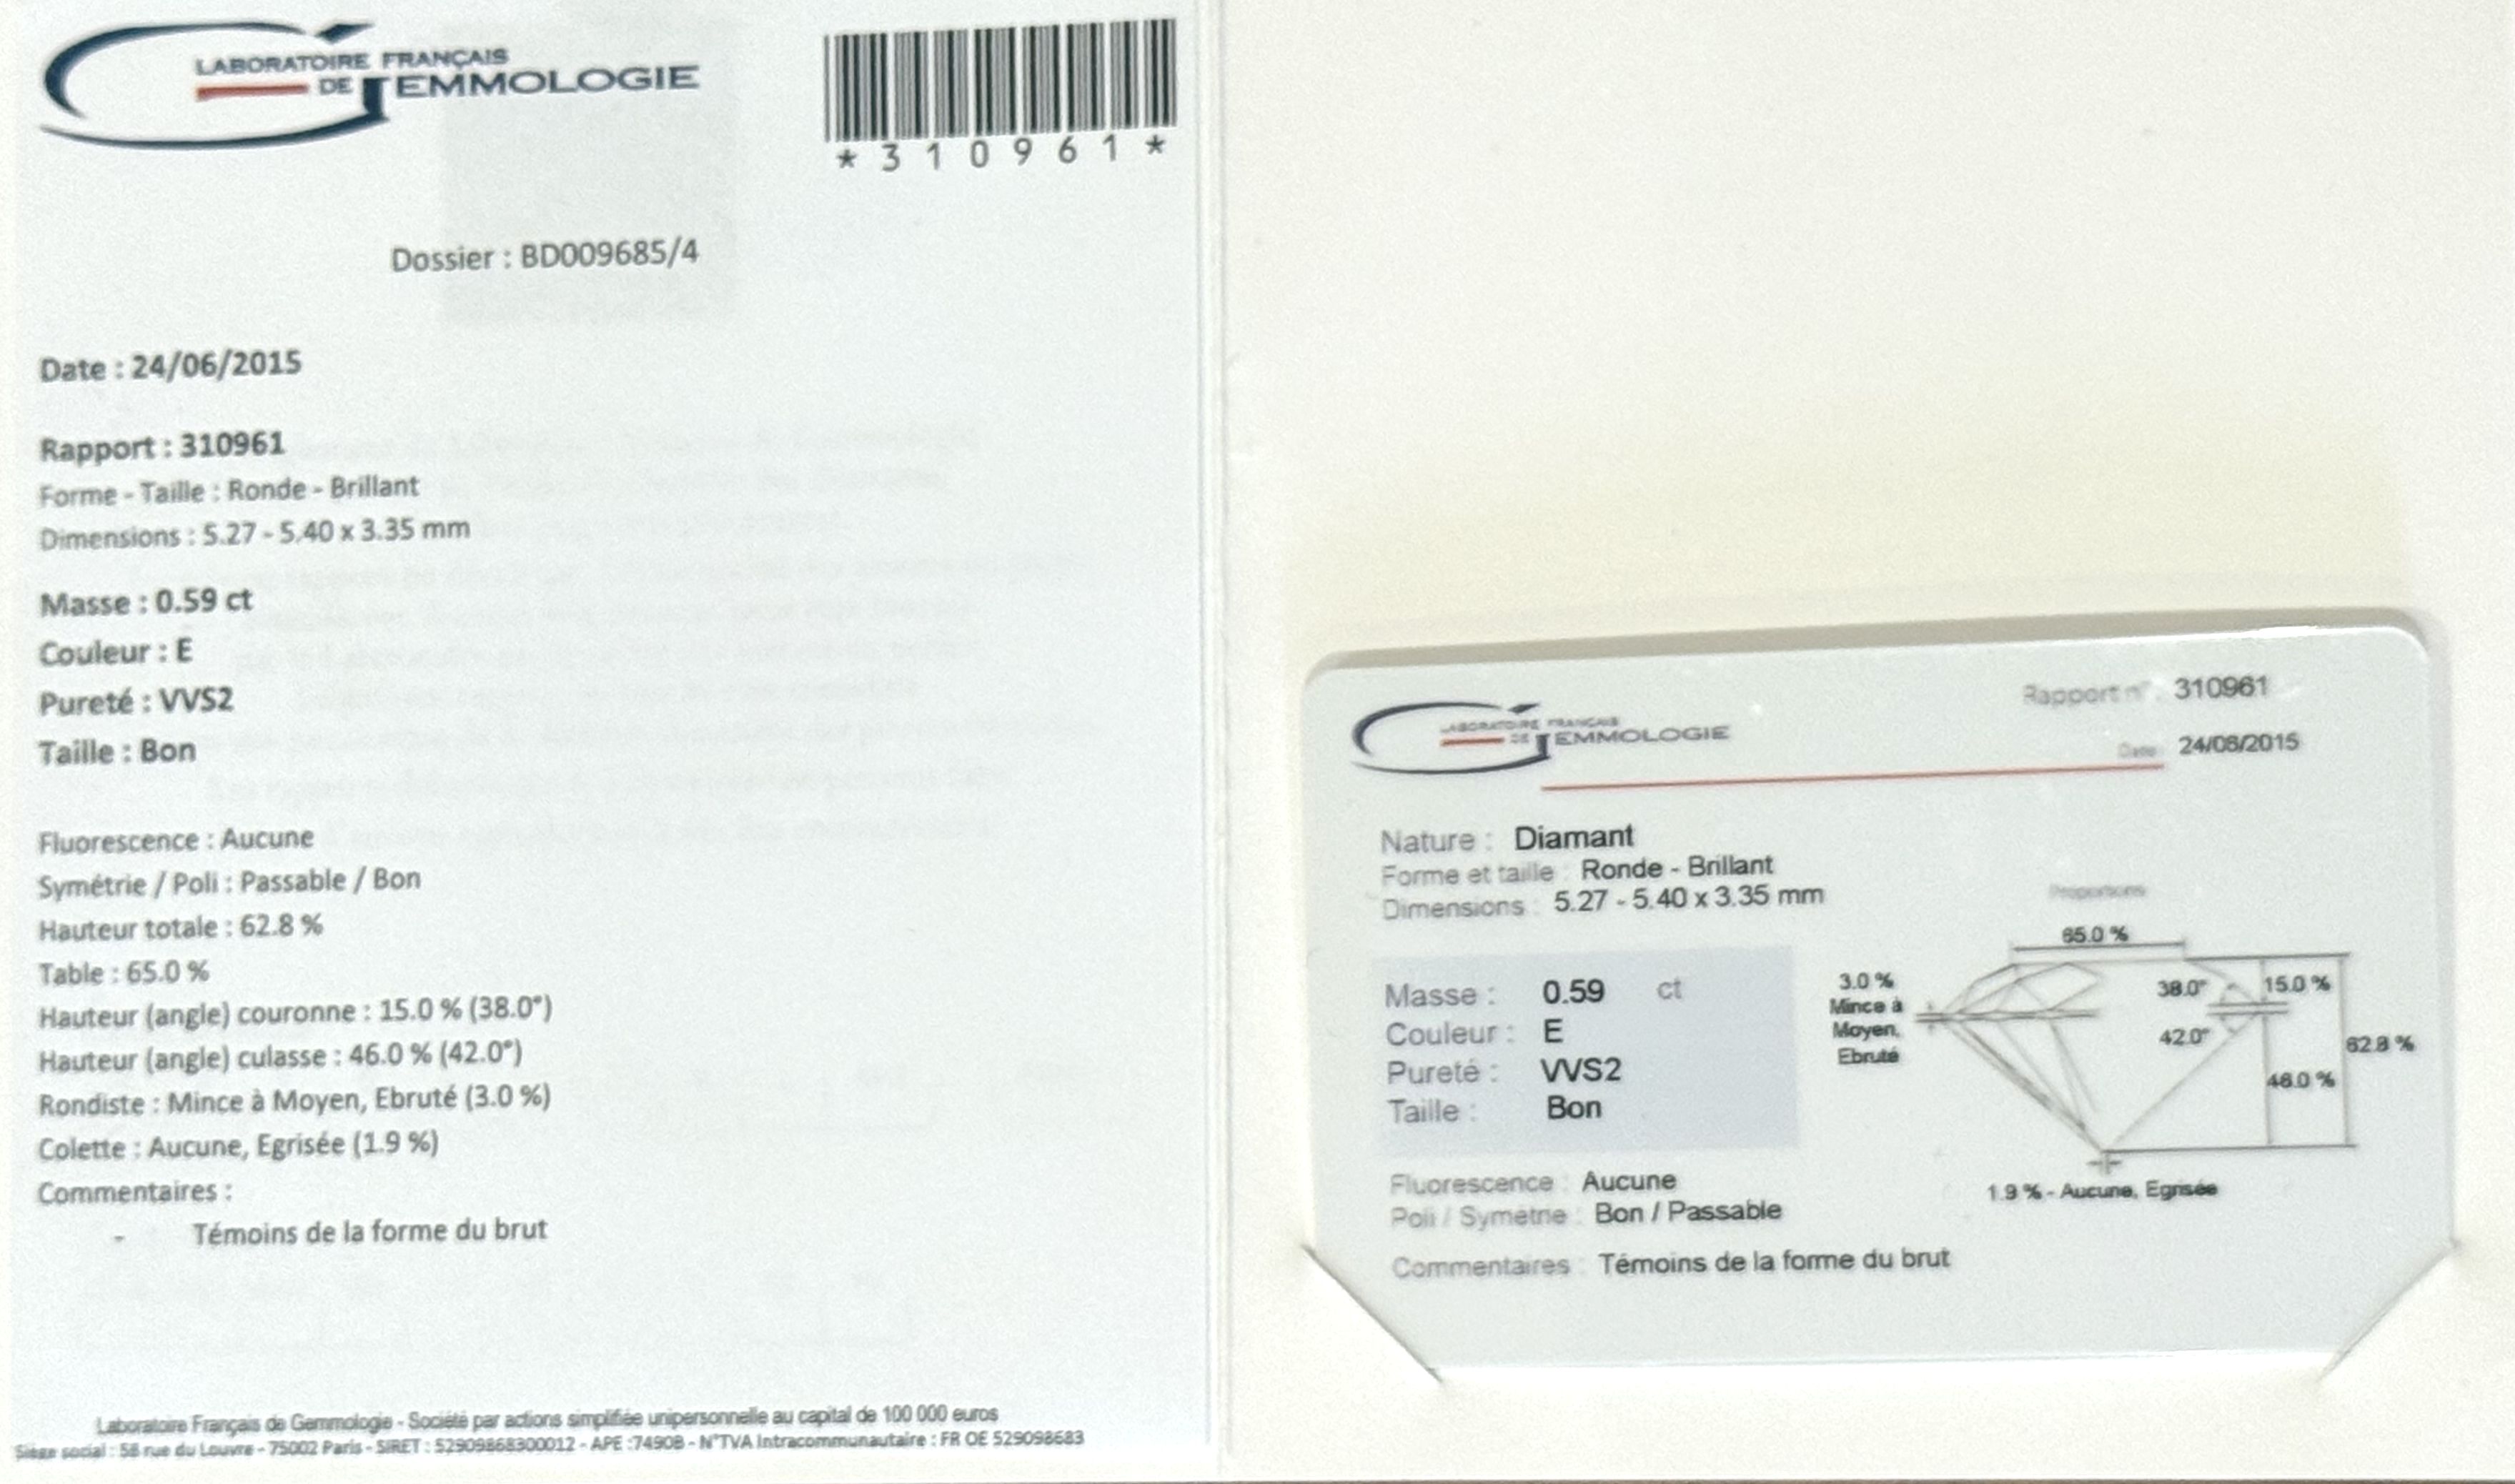 LABORATOIRE FRANÇAIS
DE GEMMOLOGIE
*310961*
Dossier : BD009685/4
Date : 24/06/2015
Rapport : 310961
Forme - Taille : Ronde - Brillant
Dimensions : 5.27 - 5.40 x 3.35 mm
Masse : 0.59 ct
Couleur : E
Pureté : VVS2
Taille : Bon
Fluorescence : Aucune
Symétrie / Poli : Passable / Bon
Hauteur totale : 62.8 %
Table : 65.0 %
Hauteur (angle) couronne : 15.0 % (38.0°)
Hauteur (angle) culasse : 46.0 % (42.0°)
Rondiste : Mince à Moyen, Ebruté (3.0 %)
Colette : Aucune, Egrisée (1.9 %)
Commentaires :
- Témoins de la forme du brut
Laboratoire Français de Gemmologie - Société par actions simplifiée unipersonnelle au capital de 100 000 euros
Siège social : 58 rue du Louvre - 75002 Paris - SIRET : 52909868300012 - APE :7490B - N°TVA Intracommunautaire : FR OE 529098683
LABORATOIRE FRANÇAIS
DE GEMMOLOGIE
Rapport n° : 310961
Date : 24/06/2015
Nature : Diamant
Forme et taille : Ronde - Brillant
Dimensions : 5.27 - 5.40 x 3.35 mm
Masse : 0.59 ct
Couleur : E
Pureté : VVS2
Taille : Bon
Fluorescence : Aucune
Poli / Symétrie : Bon / Passable
Commentaires : Témoins de la forme du brut
Proportions
65.0 %
3.0 %
Mince à
Moyen,
Ebruté
38.0°
15.0 %
42.0°
62.8 %
46.0 %
1.9 % - Aucune, Egrisée